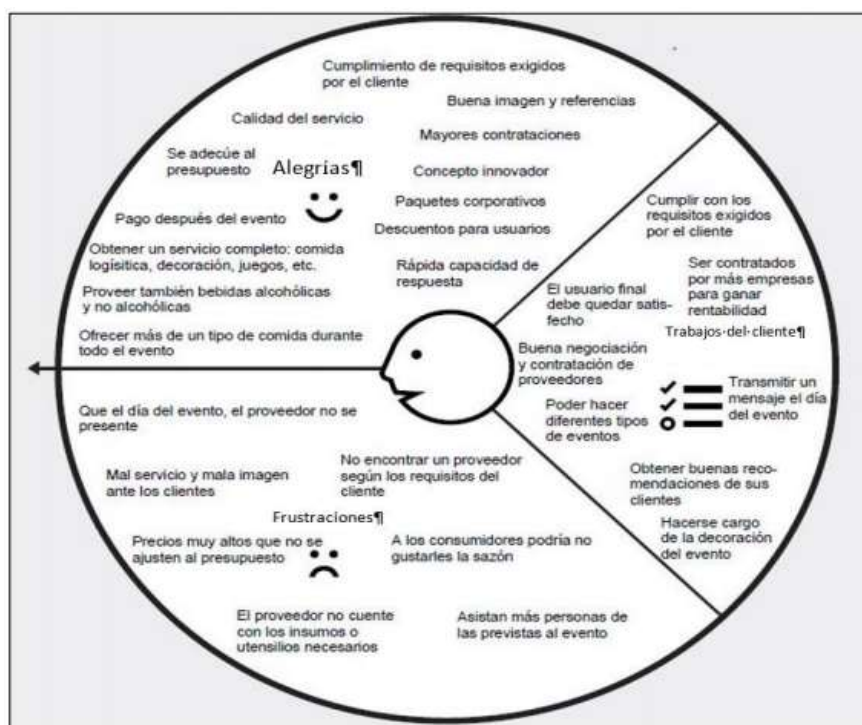 Cumplimiento de requisitos exigidos
por el cliente
Buena imagen y referencias
Calidad del servicio
Mayores contrataciones
Se adecúe al
presupuesto
Alegrías¶
Concepto innovador
Paquetes corporativos
Pago después del evento
Descuentos para usuarios
Obtener un servicio completo: comida
logísitica, decoración, juegos, etc.
Rápida capacidad de
respuesta
Proveer también bebidas alcohólicas
y no alcohólicas
Ofrecer más de un tipo de comida durante
todo el evento
Cumplir con los
requisitos exigidos
por el cliente
Ser contratados
por más empresas
para ganar
rentabilidad
El usuario final
debe quedar satis-
fecho
Trabajos·del·cliente¶
Buena negociación
y contratación de
proveedores
Transmitir un
mensaje el día
del evento
Poder hacer
diferentes tipos
de eventos
Obtener buenas reco-
mendaciones de sus
clientes
Hacerse cargo
de la decoración
del evento
Que el día del evento, el proveedor no se
presente
No encontrar un proveedor
según los requisitos del
cliente
Mal servicio y mala imagen
ante los clientes
Frustraciones¶
Precios muy altos que no se
ajusten al presupuesto
A los consumidores podría no
gustarles la sazón
El proveedor no cuente
con los insumos o
utensilios necesarios
Asistan más personas de
las previstas al evento